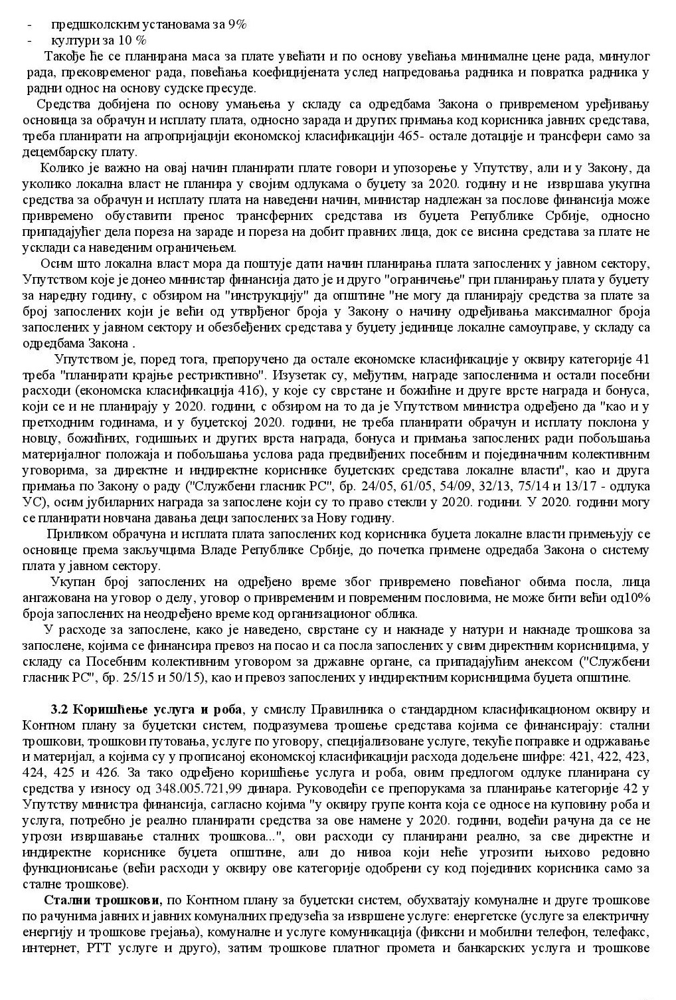 - предшколским установама за 9%
- култури за 10 %
Такође ће се планирана маса за плате увећати и по основу увећања минималне цене рада, минулог
рада, прековременог рада, повећања коефицијената услед напредовања радника и повратка радника у
радни однос на основу судске пресуде.
Средства добијена по основу умањења у складу са одредбама Закона о привременом уређивању
основица за обрачун и исплату плата, односно зарада и других примања код корисника јавних средстава,
треба планирати на апропријацији економској класификацији 465- остале дотације и трансфери само за
децембарску плату.
Колико је важно на овај начин планирати плате говори и упозорење у Упутству, али и у Закону, да
уколико локална власт не планира у својим одлукама о буџету за 2020. годину и не извршава укупна
средства за обрачун и исплату плата на наведени начин, министар надлежан за послове финансија може
привремено обуставити пренос трансферних средстава из буџета Републике Србије, односно
припадајућег дела пореза на зараде и пореза на добит правних лица, док се висина средстава за плате не
усклади са наведеним ограничењем.
Осим што локална власт мора да поштује дати начин планирања плата запослених у јавном сектору,
Упутством које је донео министар финансија дато је и друго "ограничење" при планирању плата у буџету
за наредну годину, с обзиром на "инструкцију" да општине "не могу да планирају средства за плате за
број запослених који је већи од утврђеног броја у Закону о начину одређивања максималног броја
запослених у јавном сектору и обезбеђених средстава у буџету јединице локалне самоуправе, у складу са
одредбама Закона .
Упутством је, поред тога, препоручено да остале економске класификације у оквиру категорије 41
треба "планирати крајње рестриктивно". Изузетак су, међутим, награде запосленима и остали посебни
расходи (економска класификација 416), у које су сврстане и божићне и друге врсте награда и бонуса,
који се и не планирају у 2020. години, с обзиром на то да је Упутством министра одређено да "као и у
претходним годинама, и у буџетској 2020. години, не треба планирати обрачун и исплату поклона у
новцу, божићних, годишњих и других врста награда, бонуса и примања запослених ради побољшања
материјалног положаја и побољшања услова рада предвиђених посебним и појединачним колективним
уговорима, за директне и индиректне кориснике буџетских средстава локалне власти", као и друга
примања по Закону о раду ("Службени гласник РС", бр. 24/05, 61/05, 54/09, 32/13, 75/14 и 13/17 - одлука
УС), осим јубиларних награда за запослене који су то право стекли у 2020. години. У 2020. години могу
се планирати новчана давања деци запослених за Нову годину.
Приликом обрачуна и исплата плата запослених код корисника буџета локалне власти примењују се
основице према закључцима Владе Републике Србије, до почетка примене одредаба Закона о систему
плата у јавном сектору.
Укупан број запослених на одређено време због привремено повећаног обима посла, лица
ангажована на уговор о делу, уговор о привременим и повременим пословима, не може бити већи од10%
броја запослених на неодређено време код организационог облика.
У расходе за запослене, како је наведено, сврстане су и накнаде у натури и накнаде трошкова за
запослене, којима се финансира превоз на посао и са посла запослених у свим директним корисницима, у
складу са Посебним колективним уговором за државне органе, са припадајућим анексом ("Службени
гласник РС", бр. 25/15 и 50/15), као и превоз запослених у индиректним корисницима буџета општине.
3.2 Коришћење услуга и роба, у смислу Правилника о стандардном класификационом оквиру и
Контном плану за буџетски систем, подразумева трошење средстава којима се финансирају: стални
трошкови, трошкови путовања, услуге по уговору, специјализоване услуге, текуће поправке и одржавање
и материјал, а којима су у прописаној економској класификацији расхода додељене шифре: 421, 422, 423,
424, 425 и 426. За тако одређено коришћење услуга и роба, овим предлогом одлуке планирана су
средства у износу од 348.005.721,99 динара. Руководећи се препорукама за планирање категорије 42 у
Упутству министра финансија, сагласно којима "у оквиру групе конта која се односе на куповину роба и
услуга, потребно је реално планирати средства за ове намене у 2020. години, водећи рачуна да се не
угрози извршавање сталних трошкова...", ови расходи су планирани реално, за све директне и
индиректне кориснике буџета општине, али до нивоа који неће угрозити њихово редовно
функционисање (већи расходи у оквиру ове категорије одобрени су код појединих корисника само за
сталне трошкове).
Стални трошкови, по Контном плану за буџетски систем, обухватају комуналне и друге трошкове
по рачунима јавних и јавних комуналних предузећа за извршене услуге: енергетске (услуге за електричну
енергију и трошкове грејања), комуналне и услуге комуникација (фиксни и мобилни телефон, телефакс,
интернет, РТТ услуге и друго), затим трошкове платног промета и банкарских услуга и трошкове